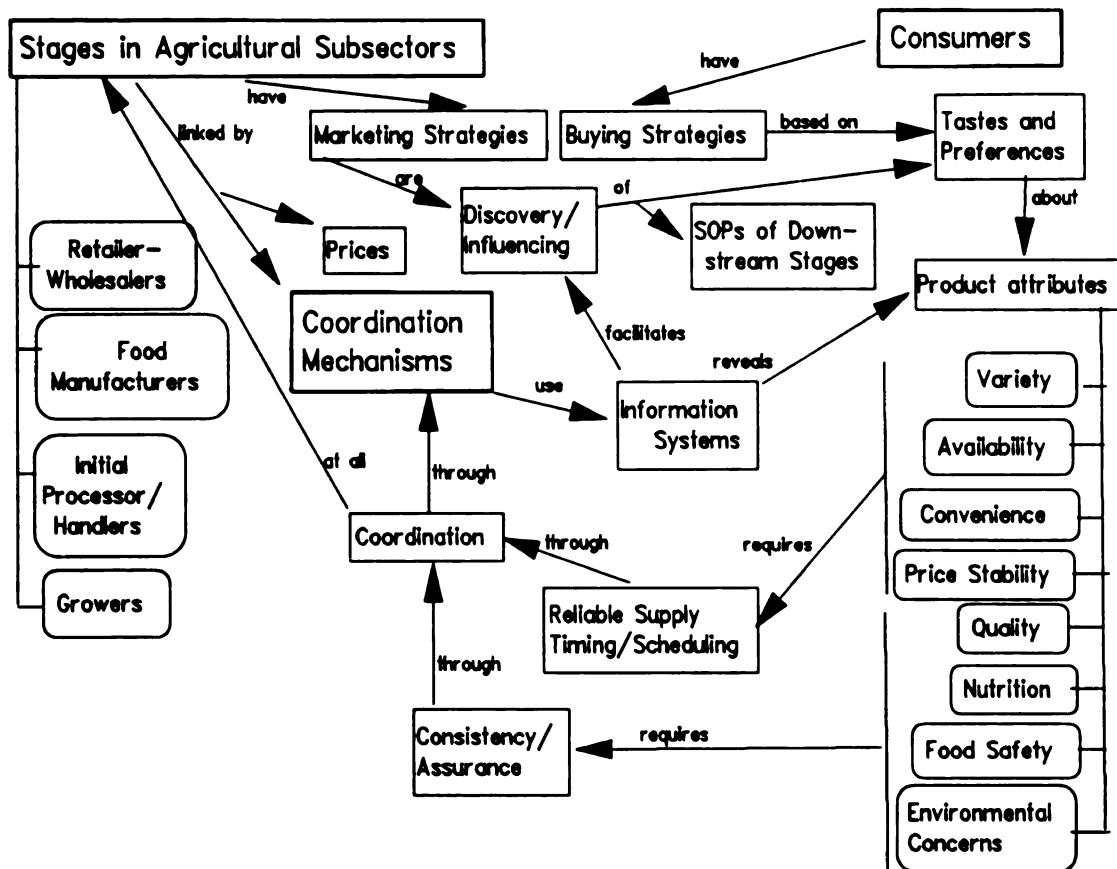 Stages in Agricultural Subsectors
Consumers
have
have
linked by
Marketing Strategies
Buying Strategies
based on
Tastes and
Preferences
are
of
about
Discovery/
Influencing
SOPs of Down-
stream Stages
Prices
Product attributes
Retailer-
Wholesalers
Coordination
Mechanisms
facilitates
reveals
Food
Manufacturers
use
Information
Systems
Variety
Availability
Initial
Processor/
Handlers
at all
through
Convenience
Coordination
through
requires
Price Stability
Growers
Reliable Supply
Timing/Scheduling
Quality
through
Nutrition
Consistency/
Assurance
requires
Food Safety
Environmental
Concerns